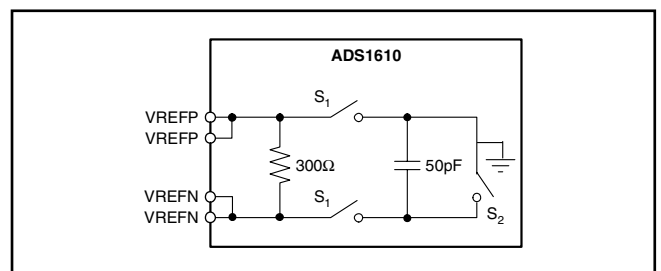 ADS1610
S1
VREFP
VREFP
300Ω
50pF
VREFN
VREFN
S1
S2